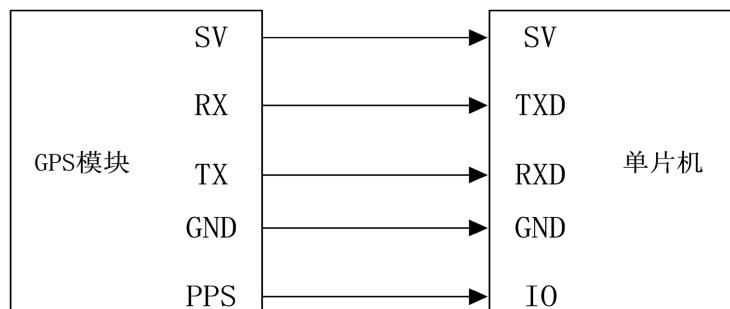 SV SV
RX TXD
GPS模块 单片机
TX RXD
GND GND
PPS IO